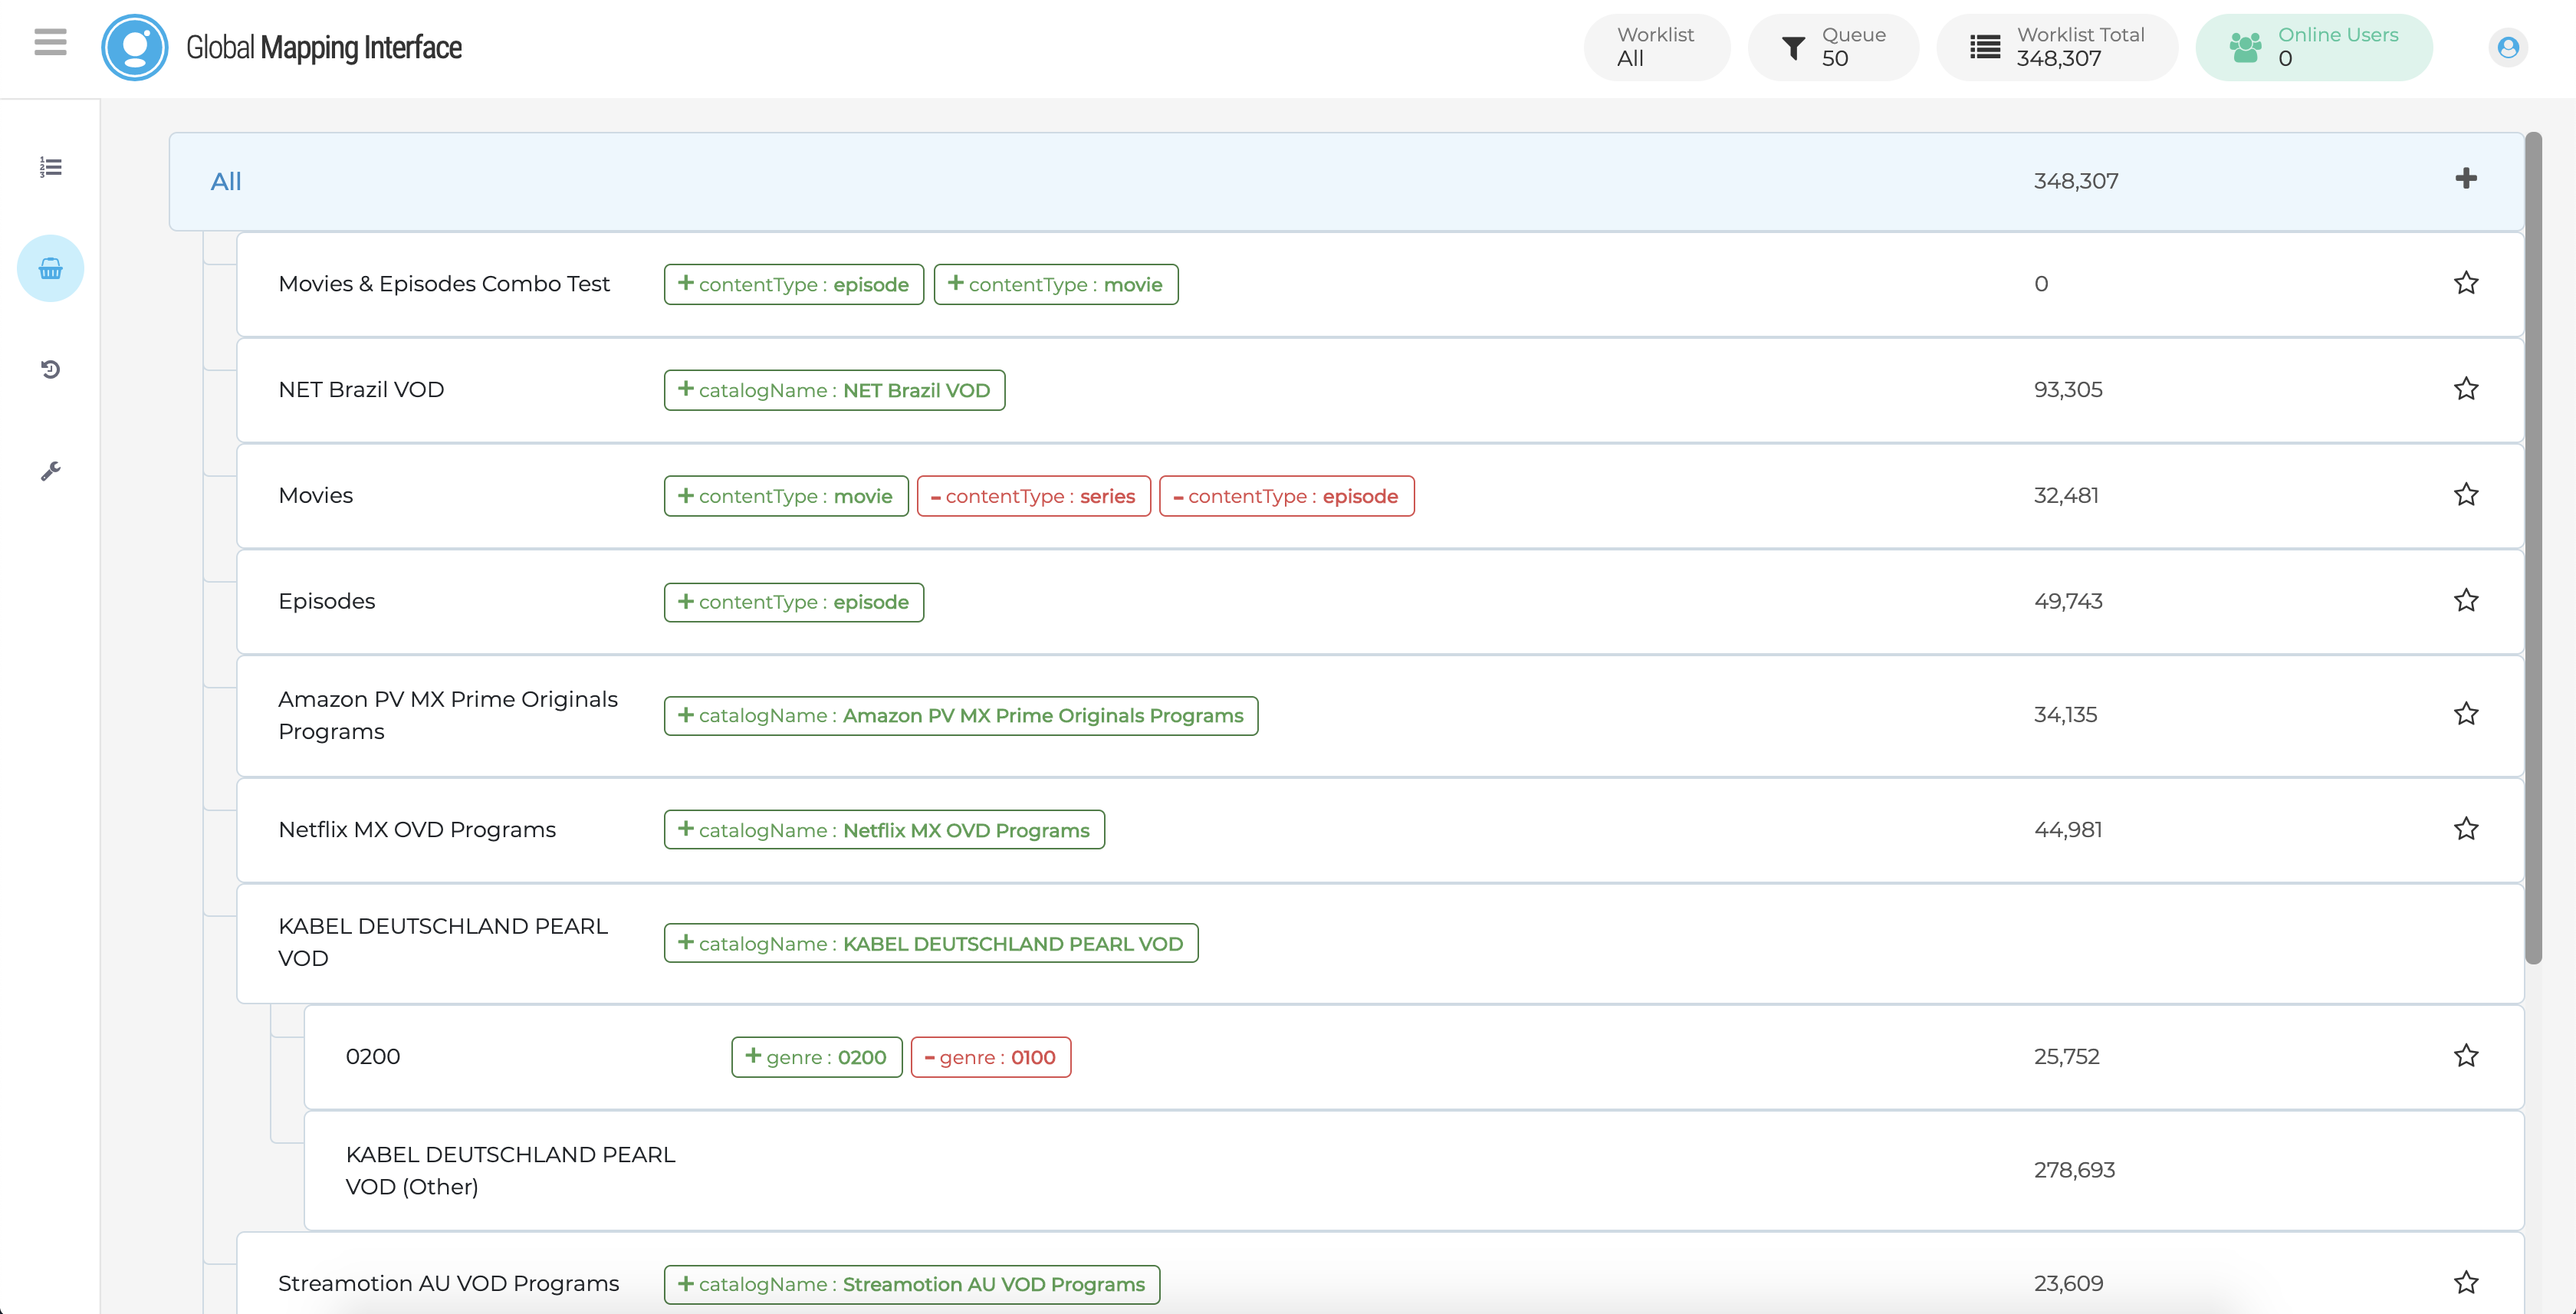 Global Mapping Interface
Worklist
All
Queue
50
Worklist Total
348,307
Online Users
0
All 348,307
Movies & Episodes Combo Test + contentType : episode + contentType : movie 0
NET Brazil VOD + catalogName : NET Brazil VOD 93,305
Movies + contentType : movie - contentType : series - contentType : episode 32,481
Episodes + contentType : episode 49,743
Amazon PV MX Prime Originals
Programs
+ catalogName : Amazon PV MX Prime Originals Programs 34,135
Netflix MX OVD Programs + catalogName : Netflix MX OVD Programs 44,981
KABEL DEUTSCHLAND PEARL
VOD
+ catalogName : KABEL DEUTSCHLAND PEARL VOD
0200 + genre : 0200 - genre : 0100 25,752
KABEL DEUTSCHLAND PEARL
VOD (Other)
278,693
Streamotion AU VOD Programs + catalogName : Streamotion AU VOD Programs 23,609